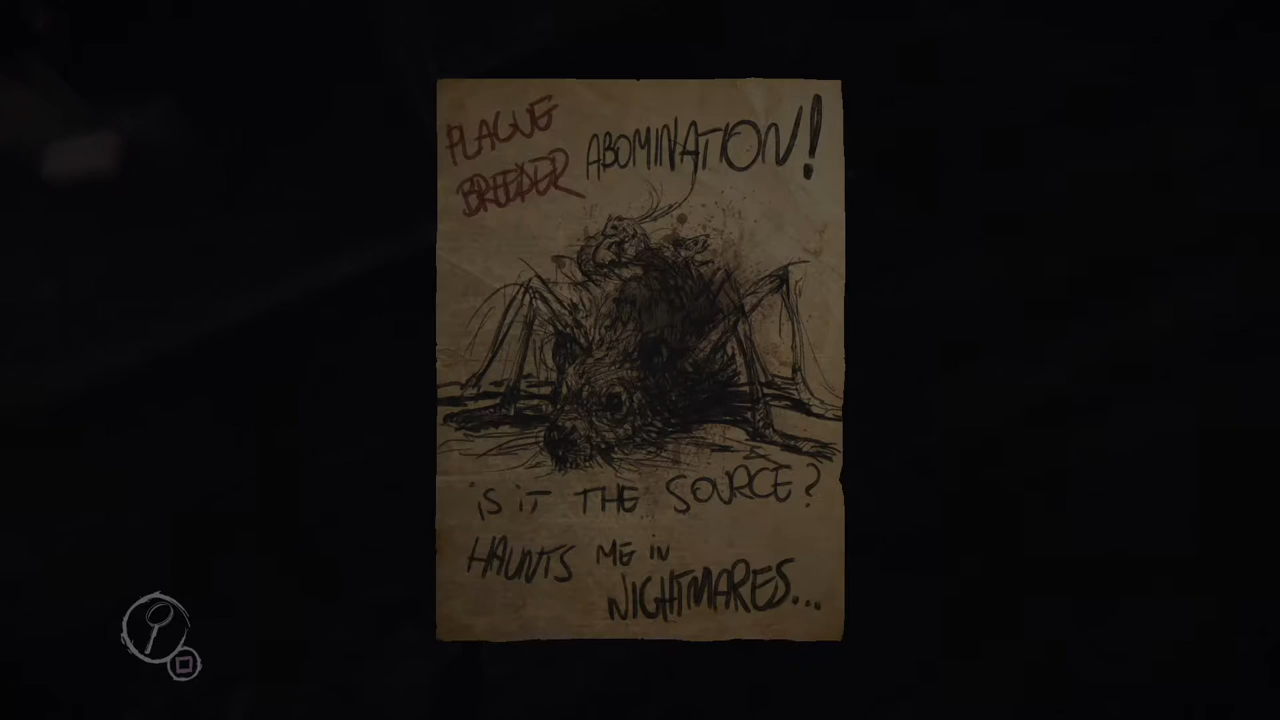 PLAGUE
BREEDER
ABOMINATION!
iS iT THE SOURCE?
HAUNTS ME iN
NIGHTMARES...